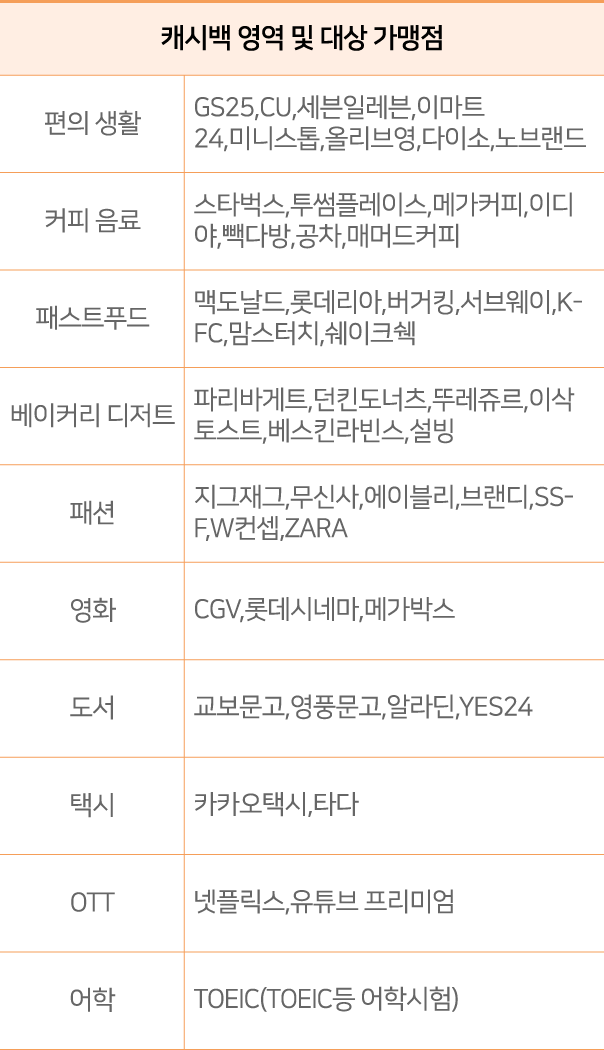 캐시백 영역 및 대상 가맹점
편의 생활
GS25,CU,세븐일레븐,이마트
24,미니스톱,올리브영,다이소,노브랜드
커피 음료
스타벅스,투썸플레이스,메가커피,이디
야,빽다방,공차,매머드커피
패스트푸드
맥도날드,롯데리아,버거킹,서브웨이,K-
FC,맘스터치,쉐이크쉑
베이커리 디저트
파리바게트,던킨도너츠,뚜레쥬르,이삭
토스트,베스킨라빈스,설빙
패션
지그재그,무신사,에이블리,브랜디,SS-
F,W컨셉,ZARA
영화
CGV,롯데시네마,메가박스
도서
교보문고,영풍문고,알라딘,YES24
택시
카카오택시,타다
OTT
넷플릭스,유튜브 프리미엄
어학
TOEIC(TOEIC등 어학시험)